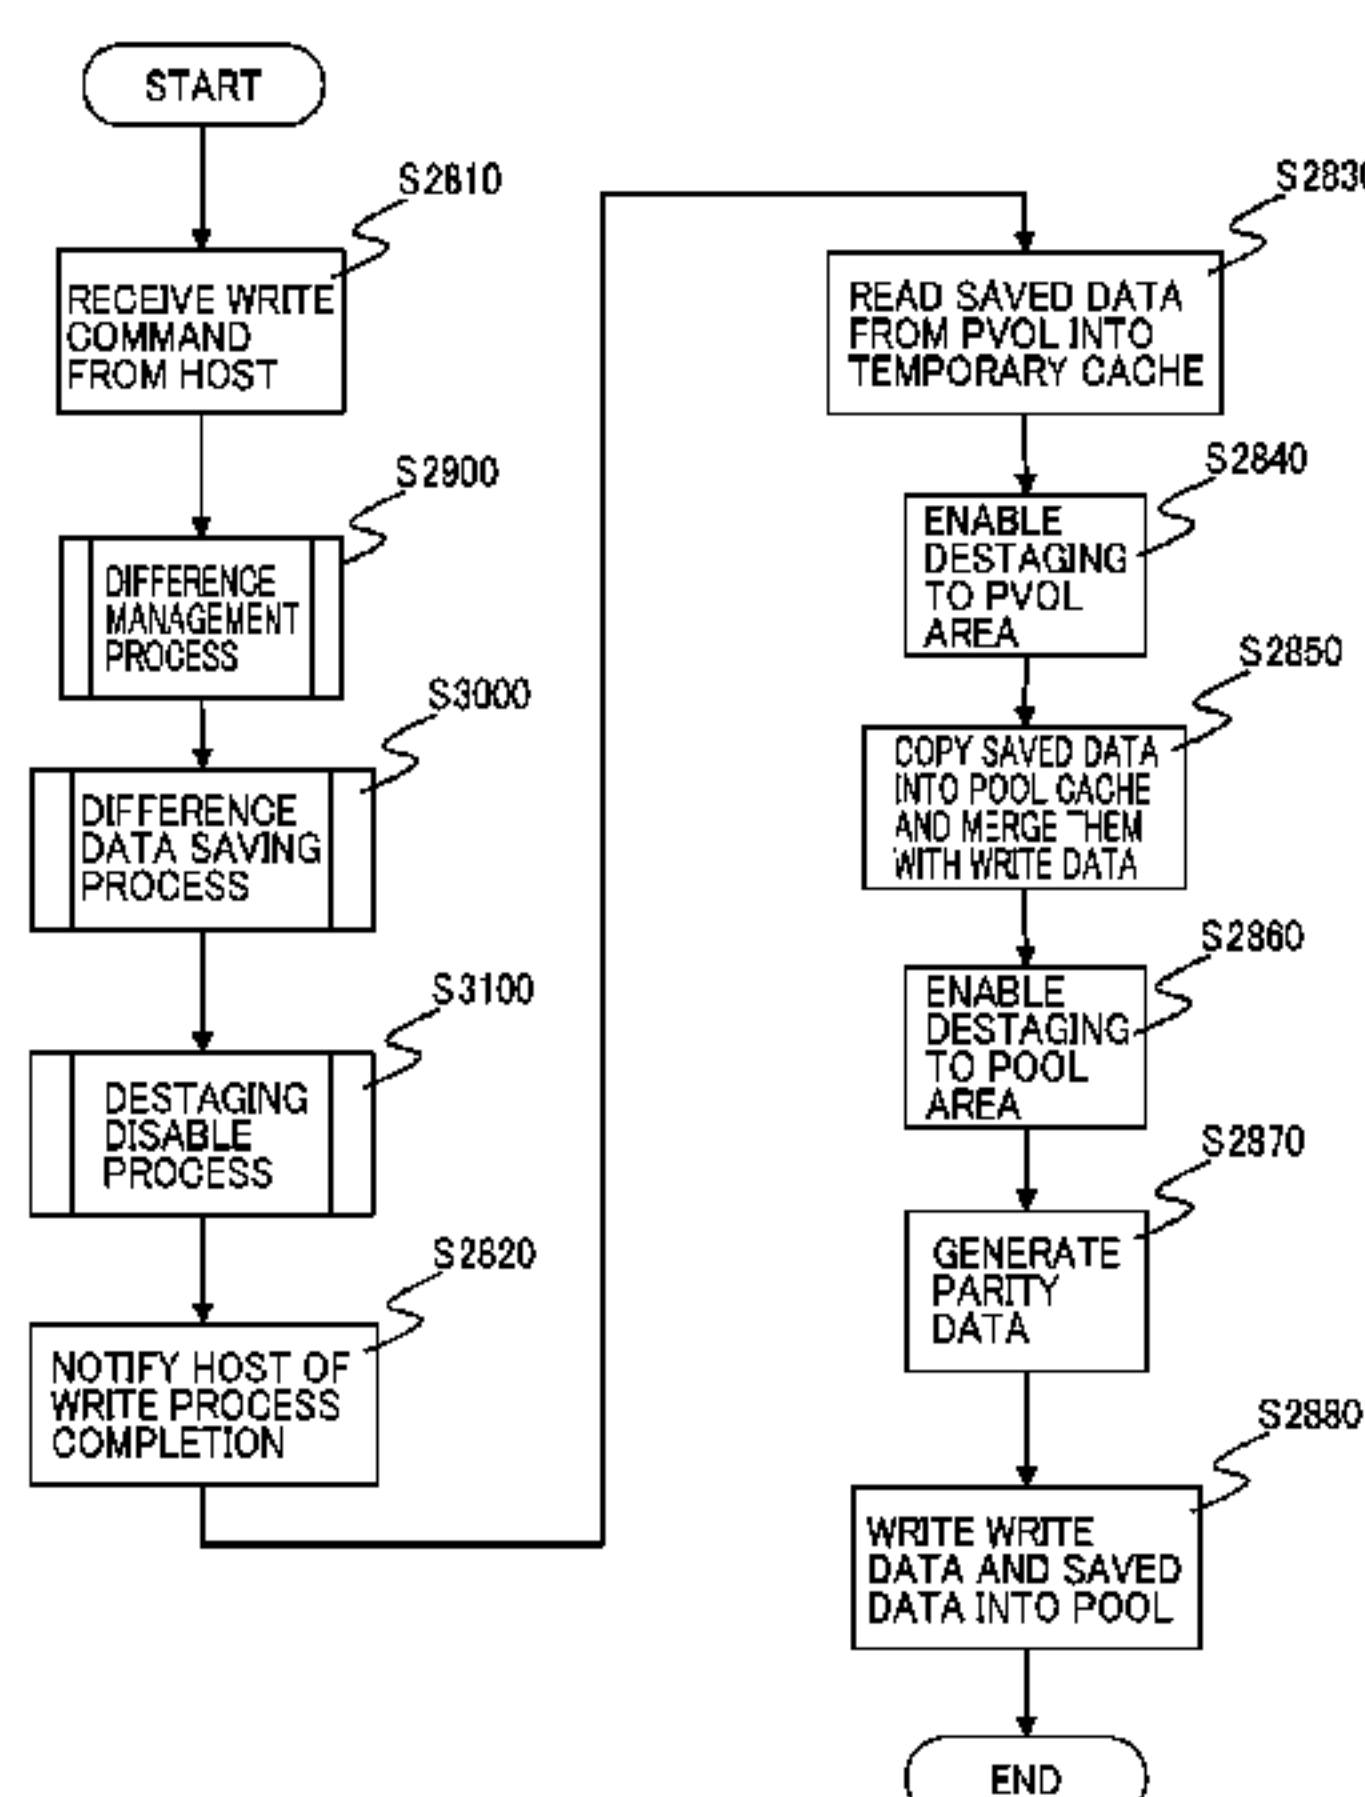 START
S2810
RECEIVE WRITE
COMMAND
FROM HOST
S2900
DIFFERENCE
MANAGEMENT
PROCESS
S3000
DIFFERENCE
DATA SAVING
PROCESS
S3100
DESTAGING
DISABLE
PROCESS
S2820
NOTIFY HOST OF
WRITE PROCESS
COMPLETION
S2830
READ SAVED DATA
FROM PVOL INTO
TEMPORARY CACHE
S2840
ENABLE
DESTAGING
TO PVOL
AREA
S2850
COPY SAVED DATA
INTO POOL CACHE
AND MERGE THEM
WITH WRITE DATA
S2860
ENABLE
DESTAGING
TO POOL
AREA
S2870
GENERATE
PARITY
DATA
S2880
WRITE WRITE
DATA AND SAVED
DATA INTO POOL
END